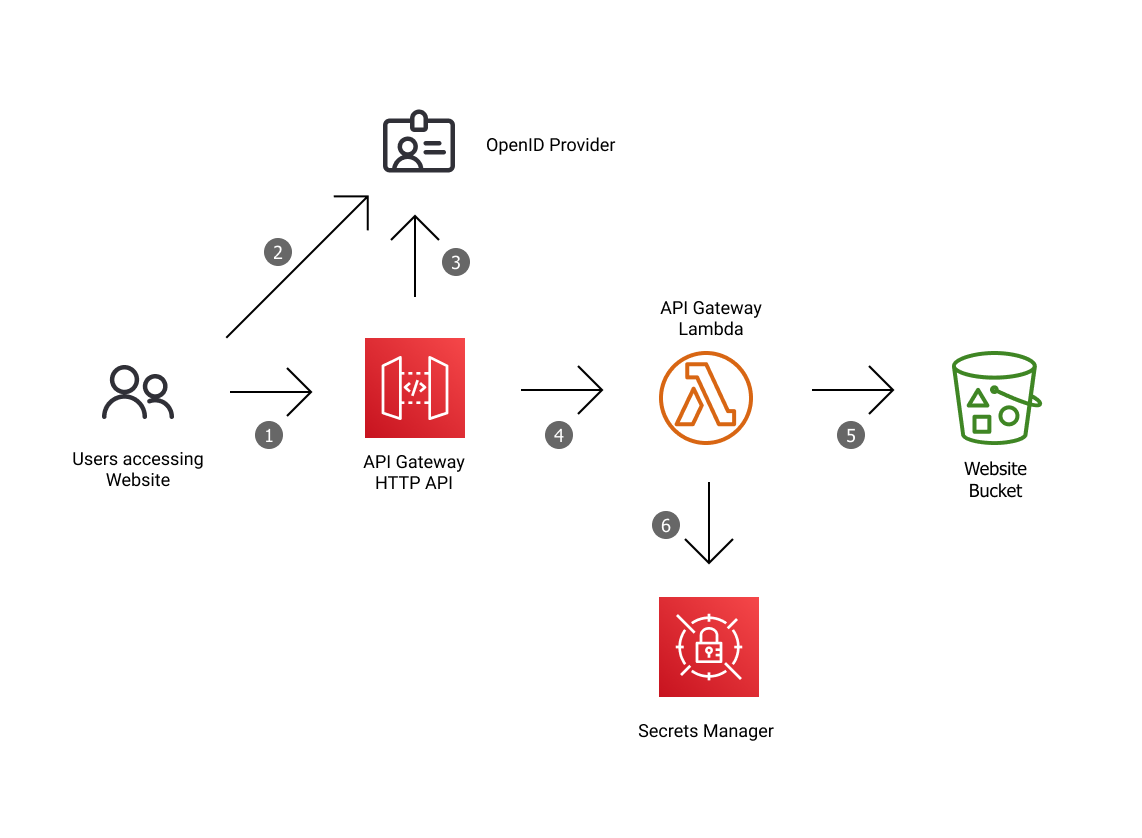 OpenID Provider
2
3
API Gateway
Lambda
</>
1
4
5
Users accessing
Website
API Gateway
HTTP API
Website
Bucket
6
Secrets Manager